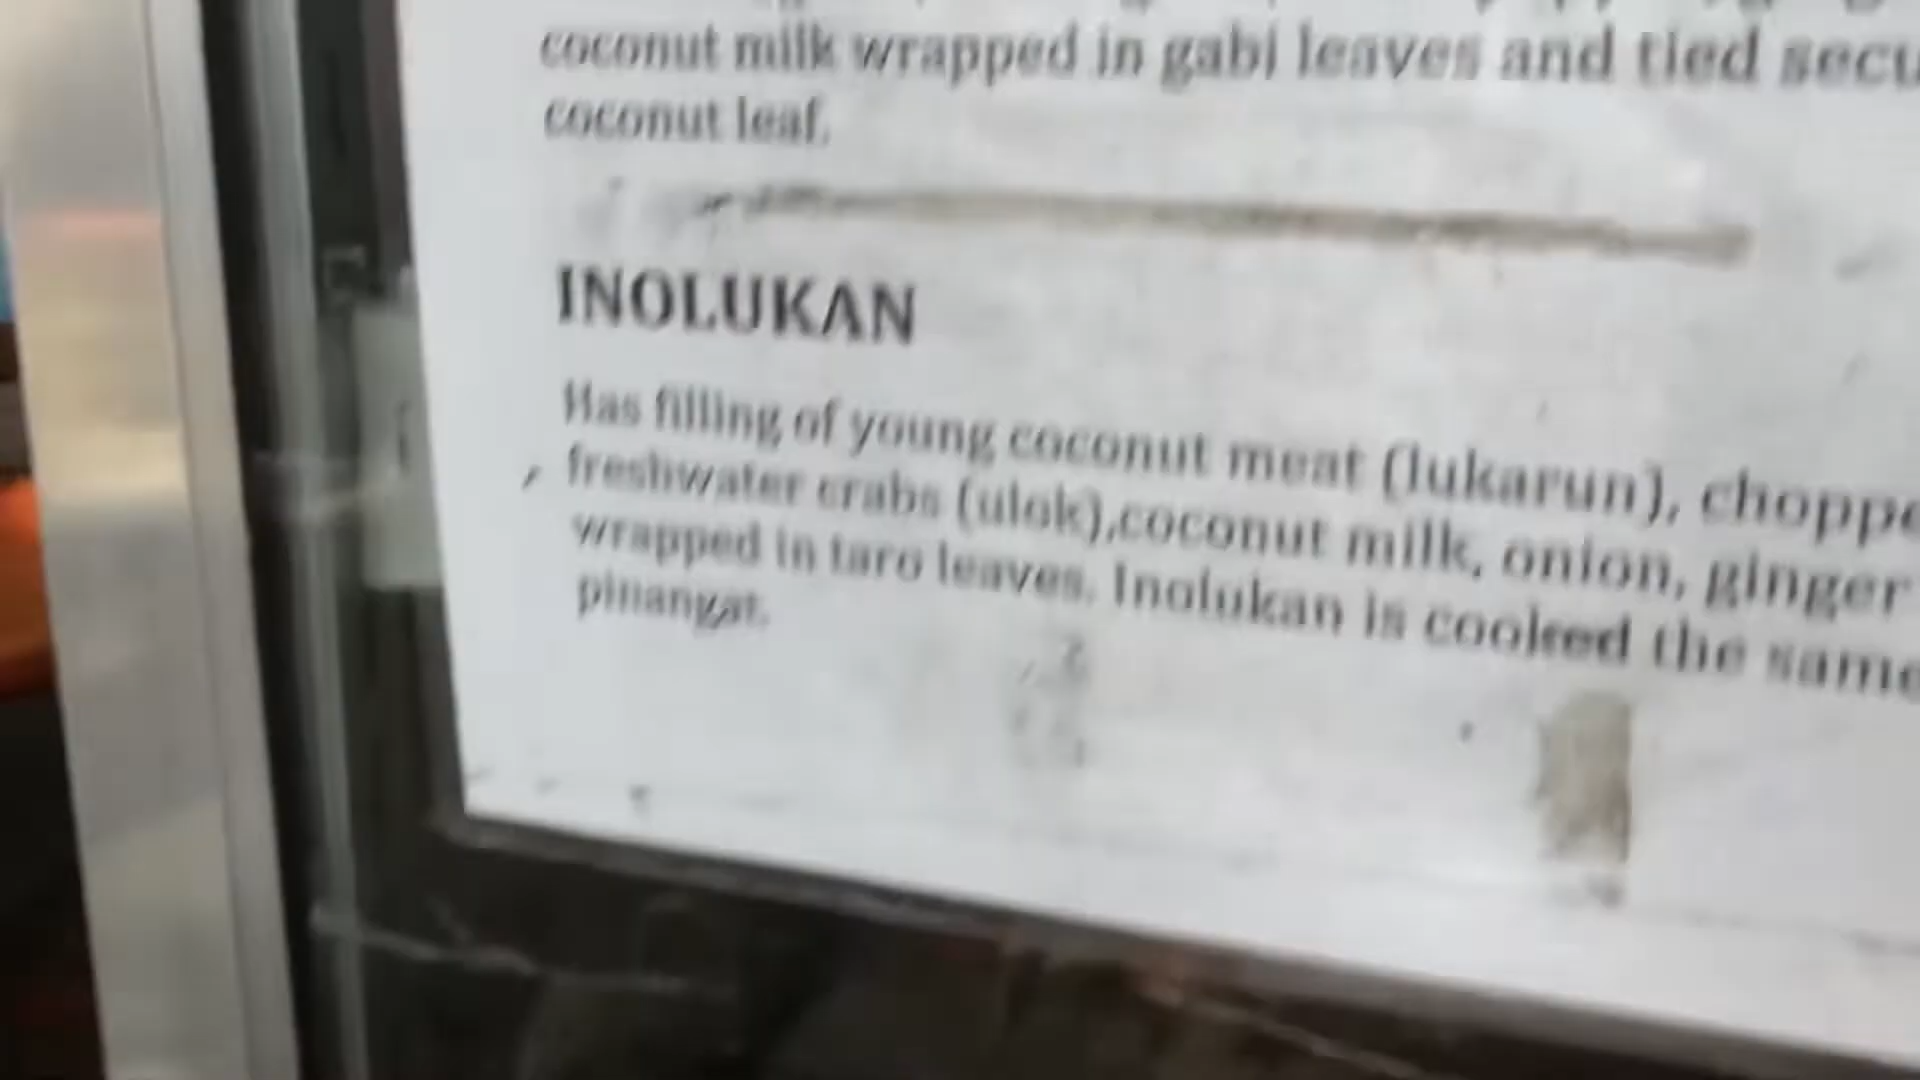 coconut milk wrapped in gabi leaves and tied secu
coconut leaf.
INOLUKAN
Has filling of young coconut meat (lukarun), choppe
freshwater crabs (ulok),coconut milk, onion, ginger
wrapped in taro leaves. Inolukan is cooked the same
pinangat.